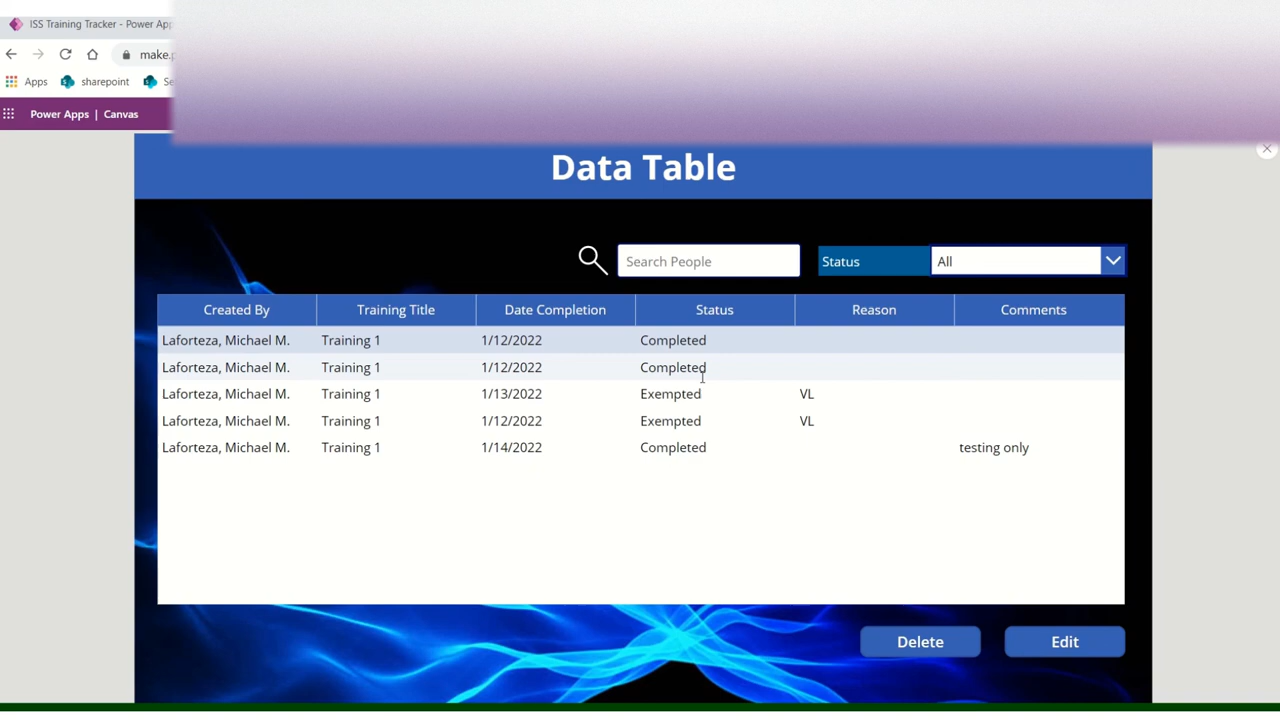 ISS Training Tracker - Power App
make.p
Apps sharepoint Se
Power Apps | Canvas
Data Table
Search People Status All
Created By Training Title Date Completion Status Reason Comments
Laforteza, Michael M. Training 1 1/12/2022 Completed
Laforteza, Michael M. Training 1 1/12/2022 Completed
Laforteza, Michael M. Training 1 1/13/2022 Exempted VL
Laforteza, Michael M. Training 1 1/12/2022 Exempted VL
Laforteza, Michael M. Training 1 1/14/2022 Completed testing only
Delete Edit